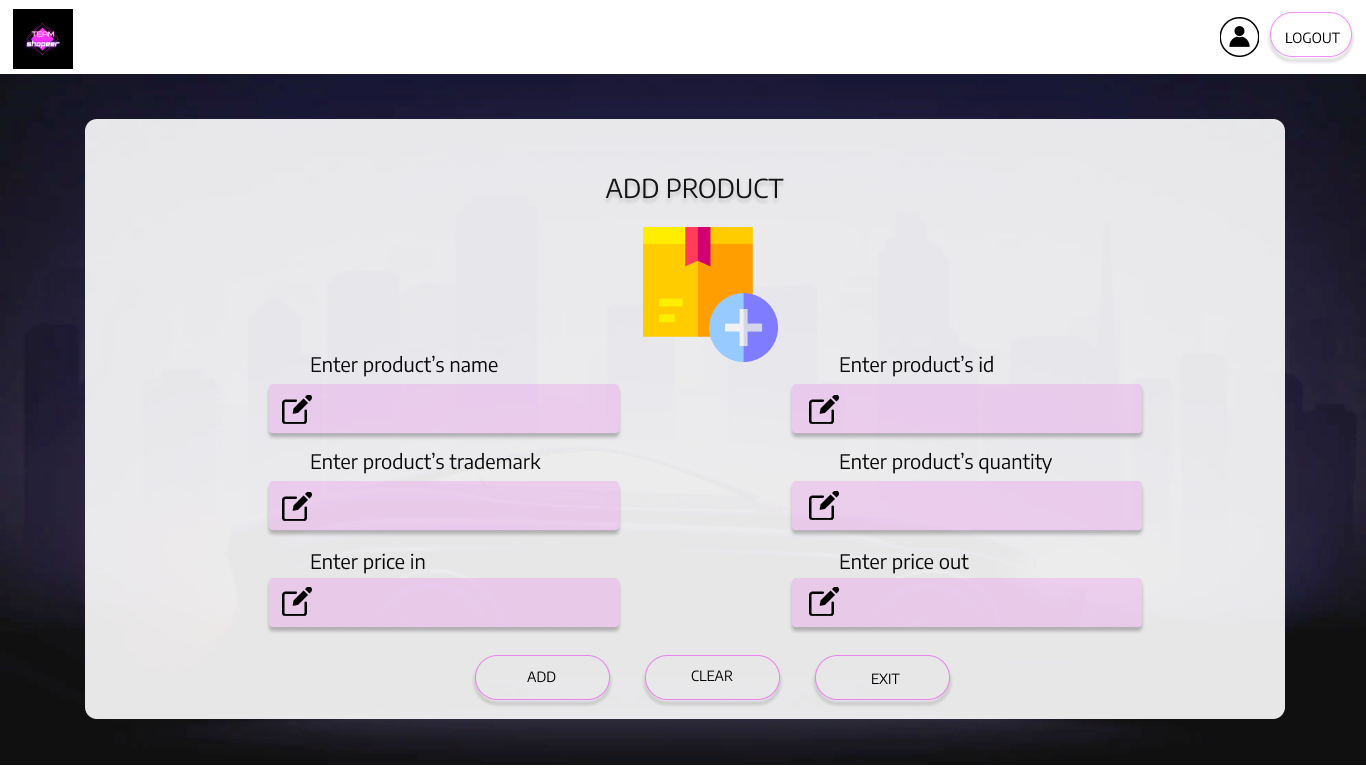 TEAM
shopeer
LOGOUT
ADD PRODUCT
Enter product’s name
Enter product’s id
Enter product’s trademark
Enter product’s quantity
Enter price in
Enter price out
ADD
CLEAR
EXIT